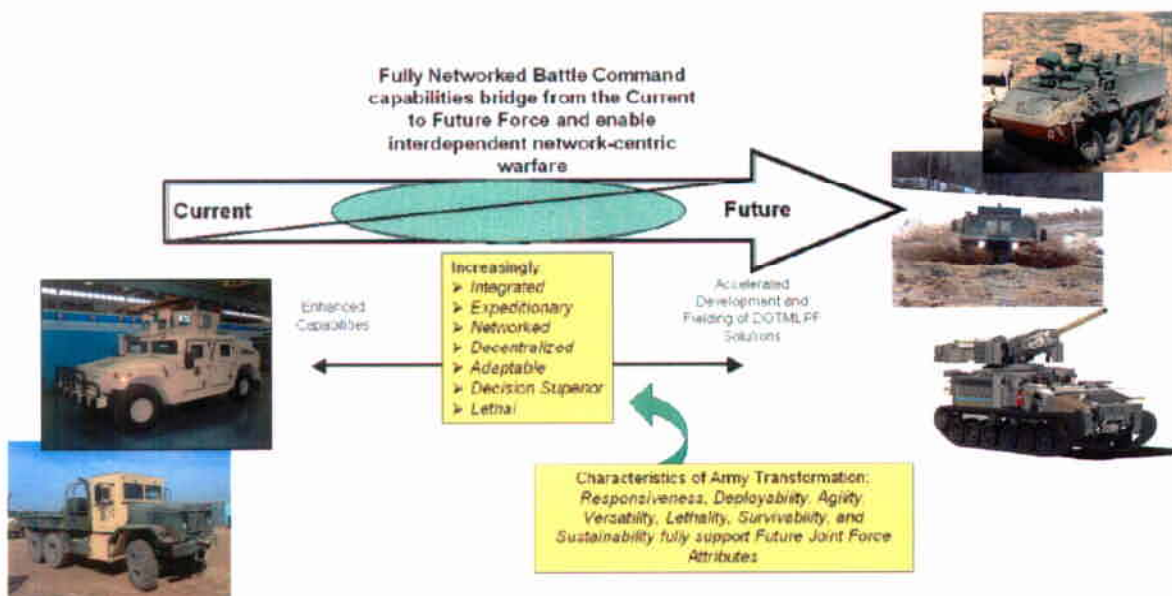 Fully Networked Battle Command
capabilities bridge from the Current
to Future Force and enable
interdependent network-centric
warfare
Current
Future
Increasingly
➢ Integrated
➢ Expeditionary
➢ Networked
➢ Decentralized
➢ Adaptable
➢ Decision Superior
➢ Lethal
Enhanced
Capabilities
Accelerated
Development and
Fielding of DOTMLPF
Solutions
Characteristics of Army Transformation:
Responsiveness, Deployability, Agility
Versatility, Lethality, Survivability, and
Sustainability fully support Future Joint Force
Attributes